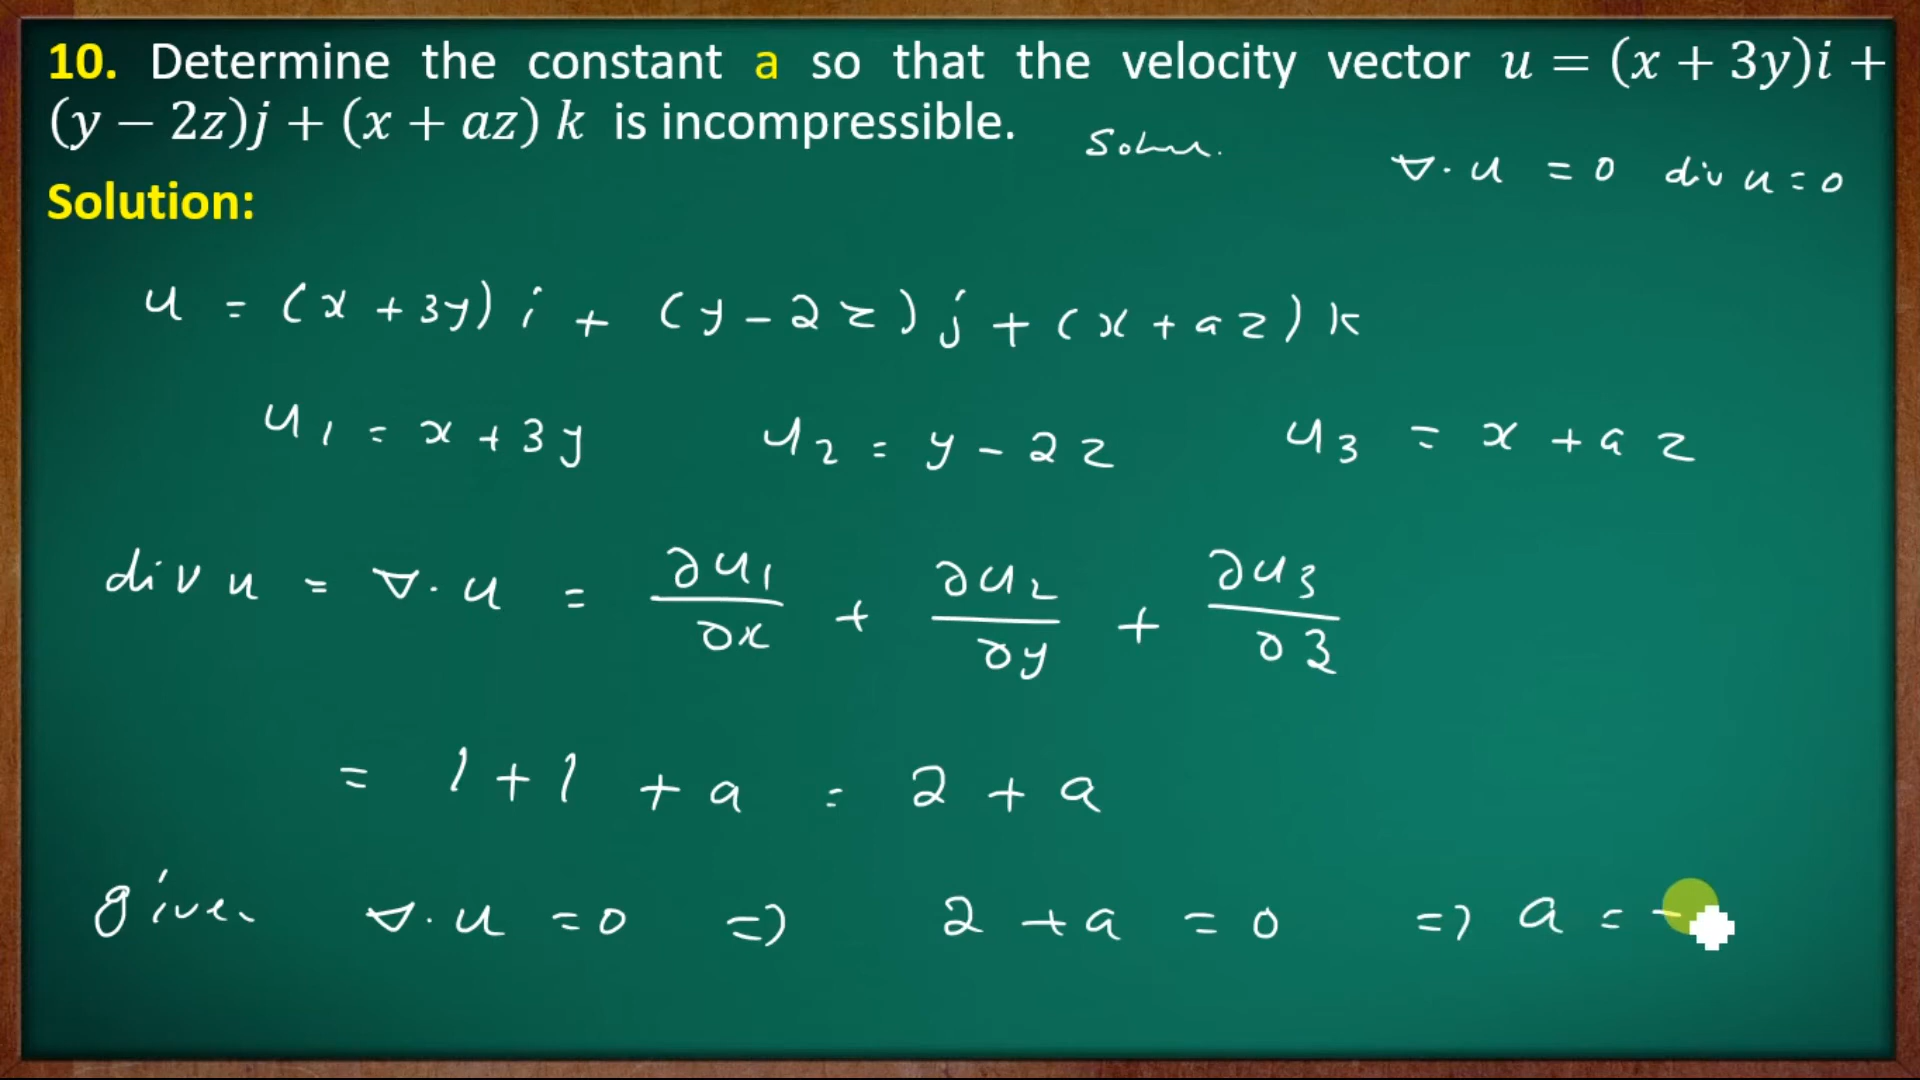 10. Determine the constant a so that the velocity vector u = (x + 3y)i +
(y − 2z)j + (x + az) k is incompressible.
Soln.
∇·u = 0 div u = 0
Solution:
u = (x + 3y) i + (y − 2z) j + (x + az) k
u₁ = x + 3y u₂ = y − 2z u₃ = x + az
div u = ∇·u = ∂u₁/∂x + ∂u₂/∂y + ∂u₃/∂z
= 1 + 1 + a = 2 + a
given ∇·u = 0 => 2 + a = 0 => a = −